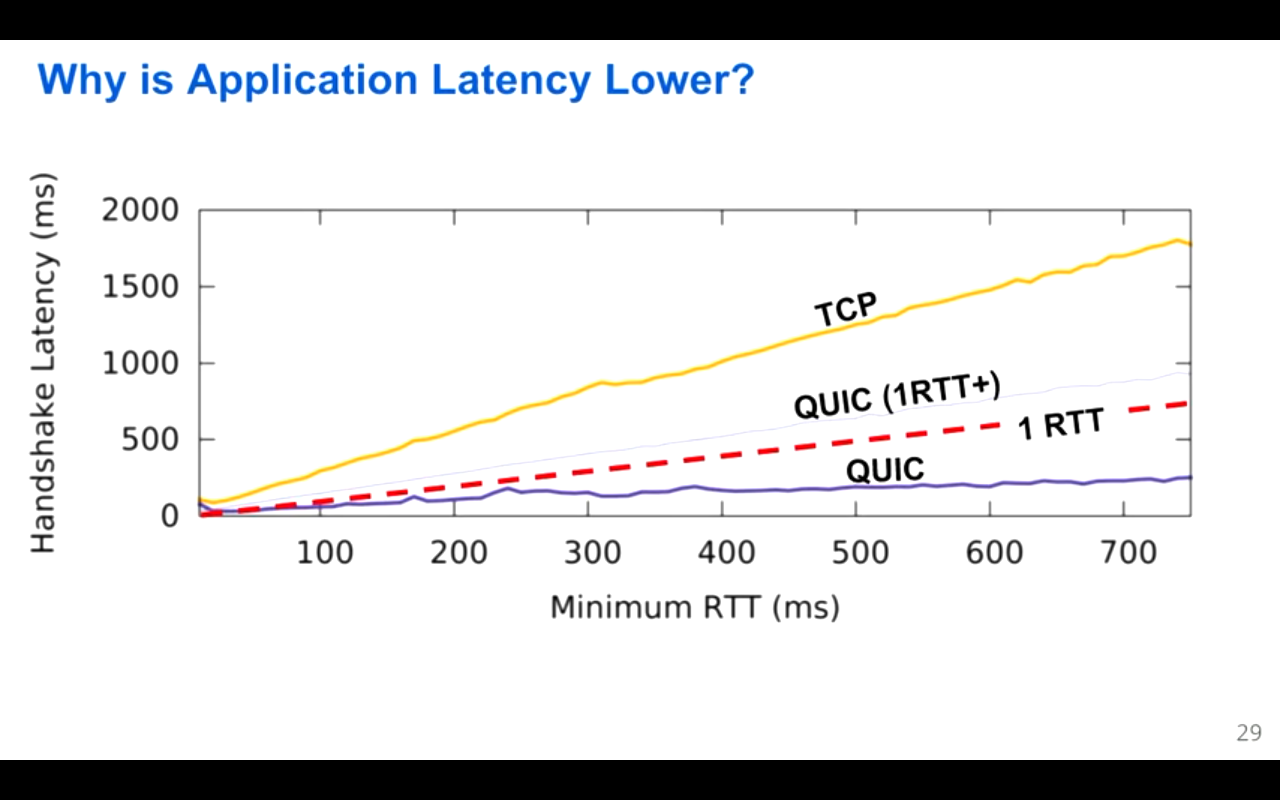 Why is Application Latency Lower?
Handshake Latency (ms)
2000
1500
1000
500
0
TCP
QUIC (1RTT+)
1 RTT
QUIC
100 200 300 400 500 600 700
Minimum RTT (ms)
29